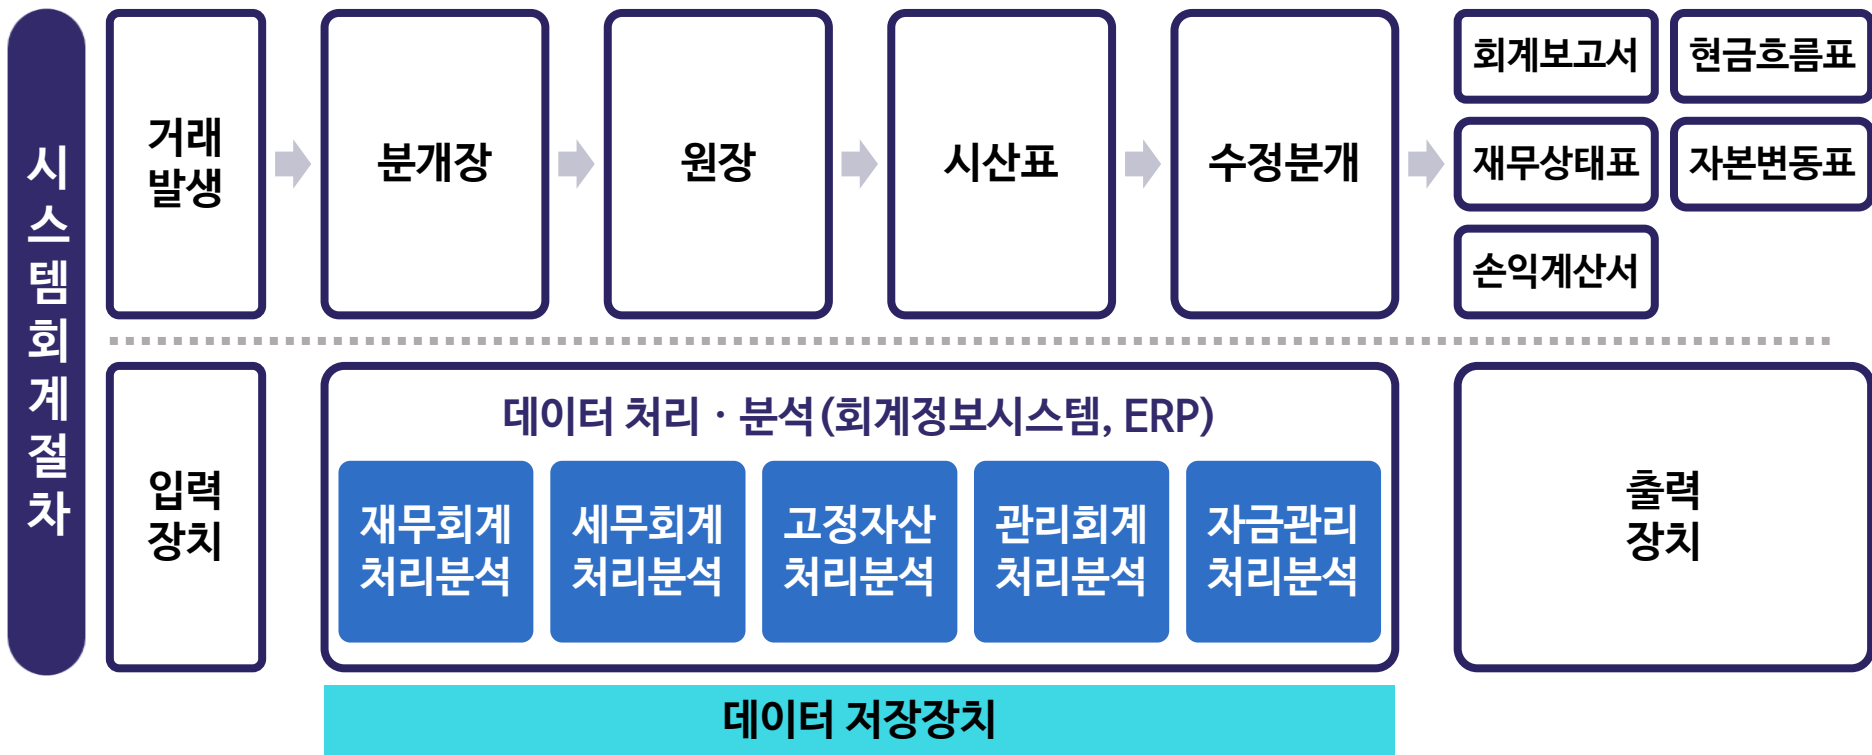 시스템회계절차
거래
발생
분개장
원장
시산표
수정분개
회계보고서
현금흐름표
재무상태표
자본변동표
손익계산서
입력
장치
데이터 처리 · 분석(회계정보시스템, ERP)
재무회계
처리분석
세무회계
처리분석
고정자산
처리분석
관리회계
처리분석
자금관리
처리분석
출력
장치
데이터 저장장치